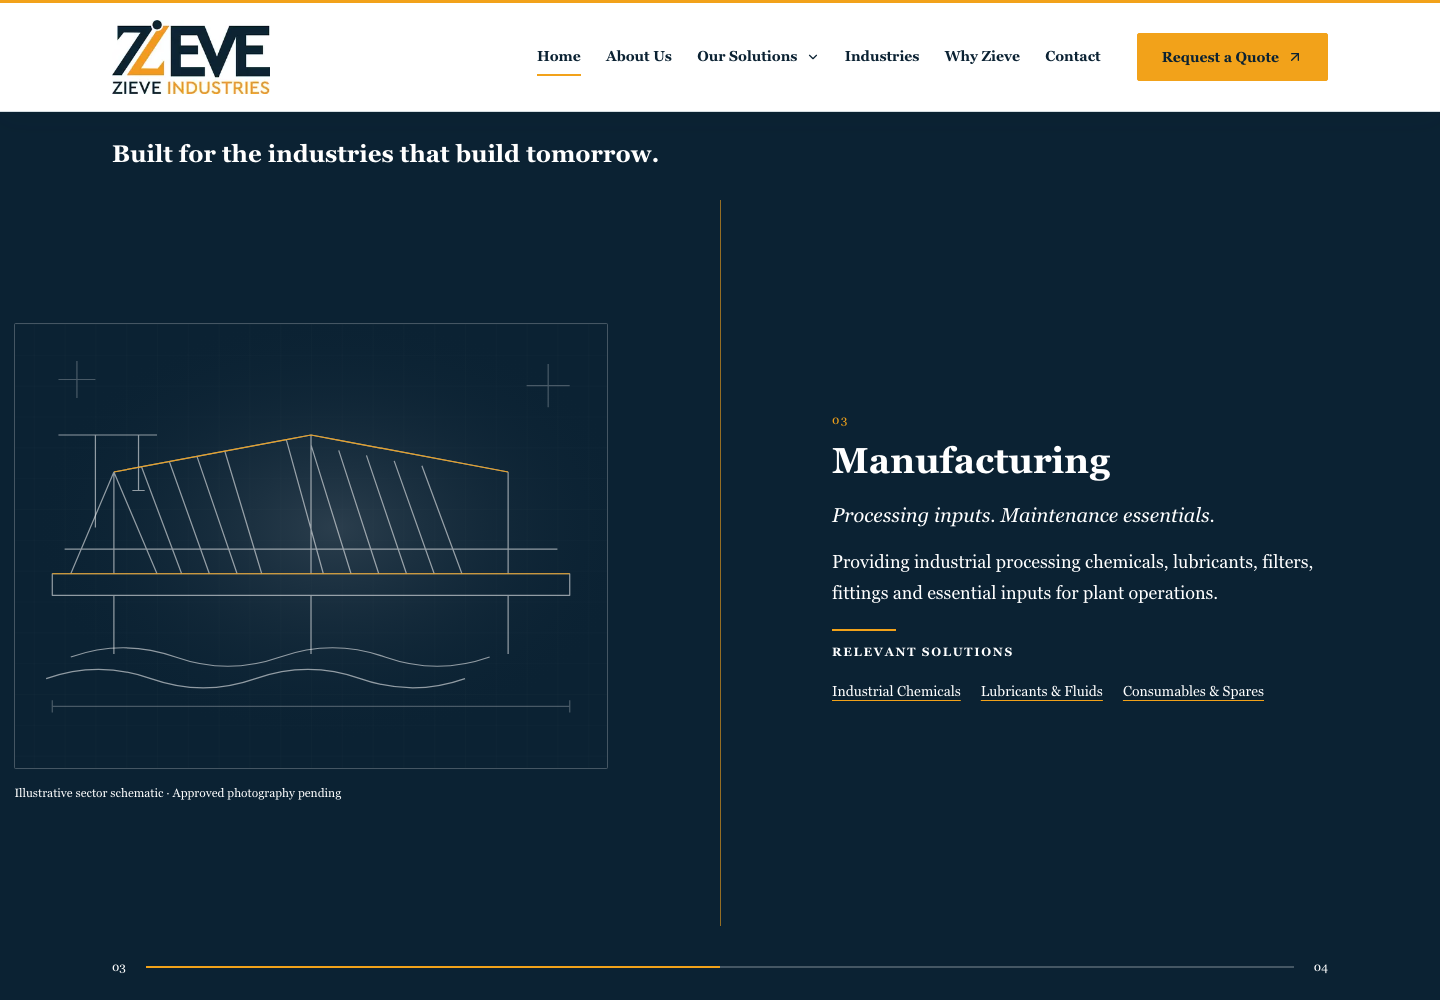 ZIEVE
ZIEVE INDUSTRIES
Home
About Us
Our Solutions
Industries
Why Zieve
Contact
Request a Quote
Built for the industries that build tomorrow.
Illustrative sector schematic · Approved photography pending
03
Manufacturing
Processing inputs. Maintenance essentials.
Providing industrial processing chemicals, lubricants, filters,
fittings and essential inputs for plant operations.
RELEVANT SOLUTIONS
Industrial Chemicals
Lubricants & Fluids
Consumables & Spares
03
04